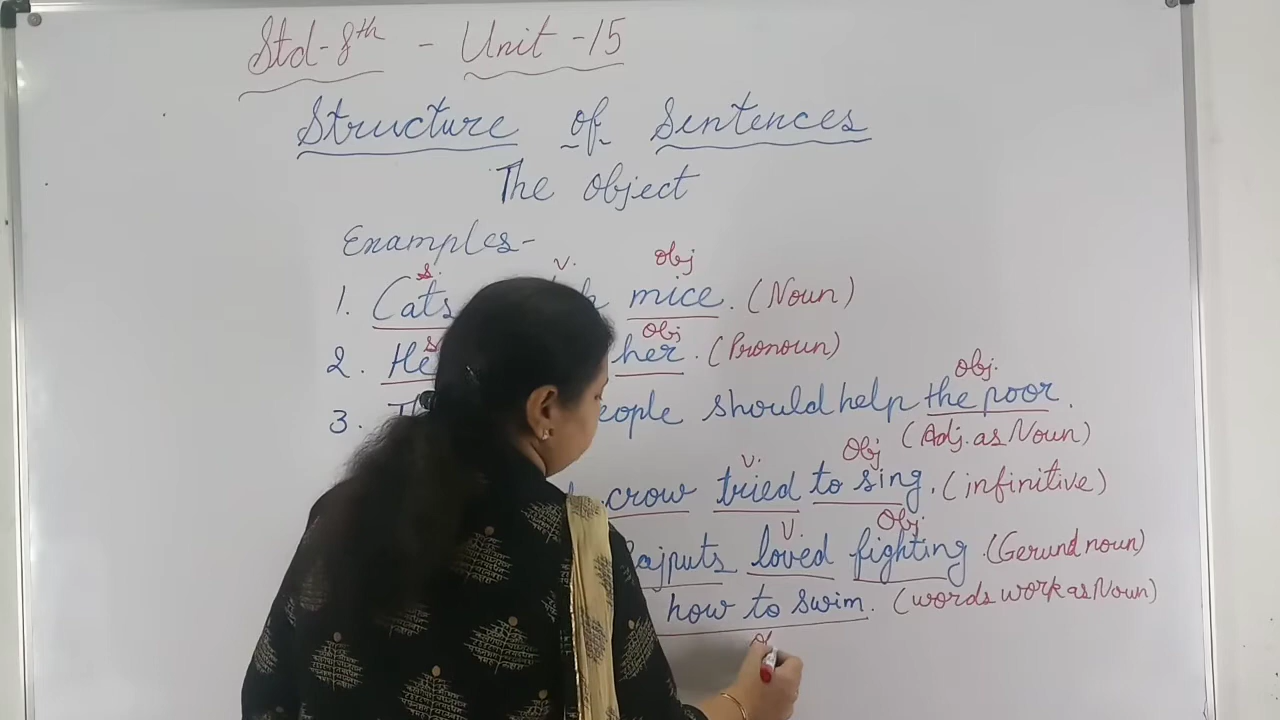 Std-8th - Unit-15
Structure of Sentences
The Object
Examples-
s. v. obj
1. Cats mice. (Noun)
s obj
2. He her. (Pronoun)
obj.
3. people should help the poor.
(Adj. as Noun)
v. Obj
crow tried to sing. (infinitive)
v. Obj.
Rajputs loved fighting (Gerund noun)
how to swim. (words work as Noun)